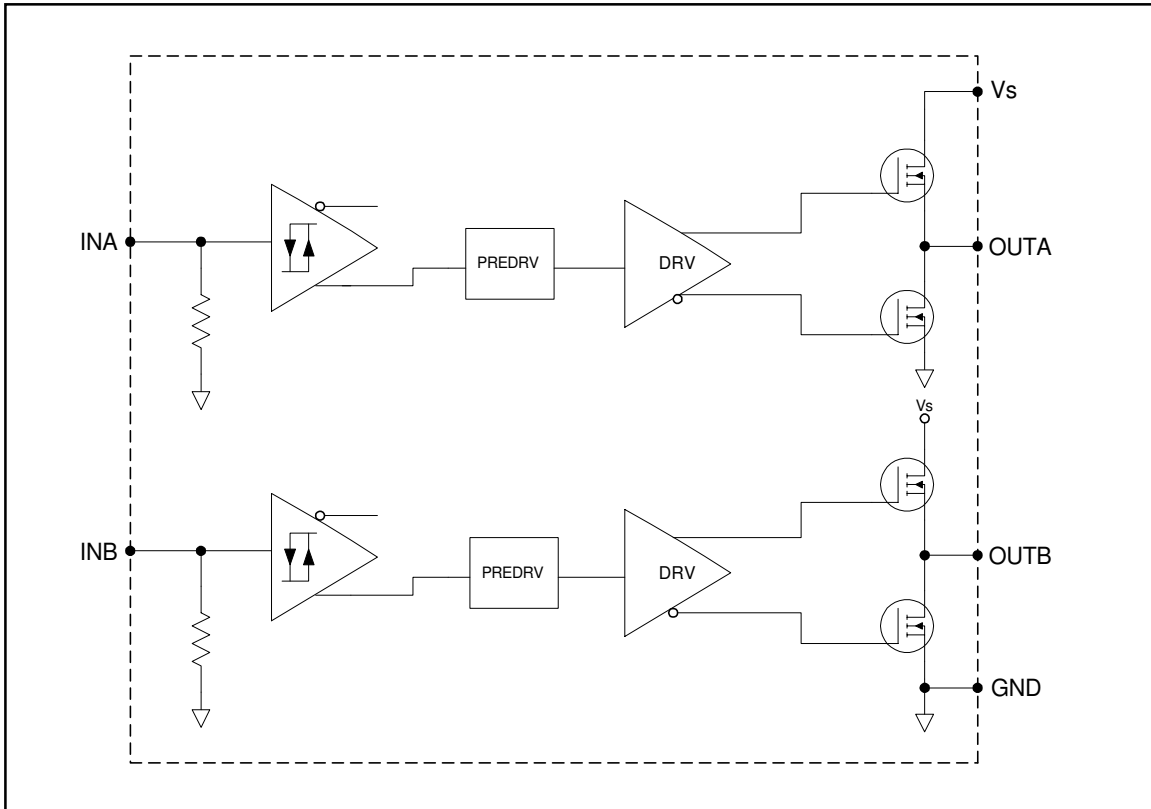 Vs
INA
PREDRV
DRV
OUTA
Vs
INB
PREDRV
DRV
OUTB
GND